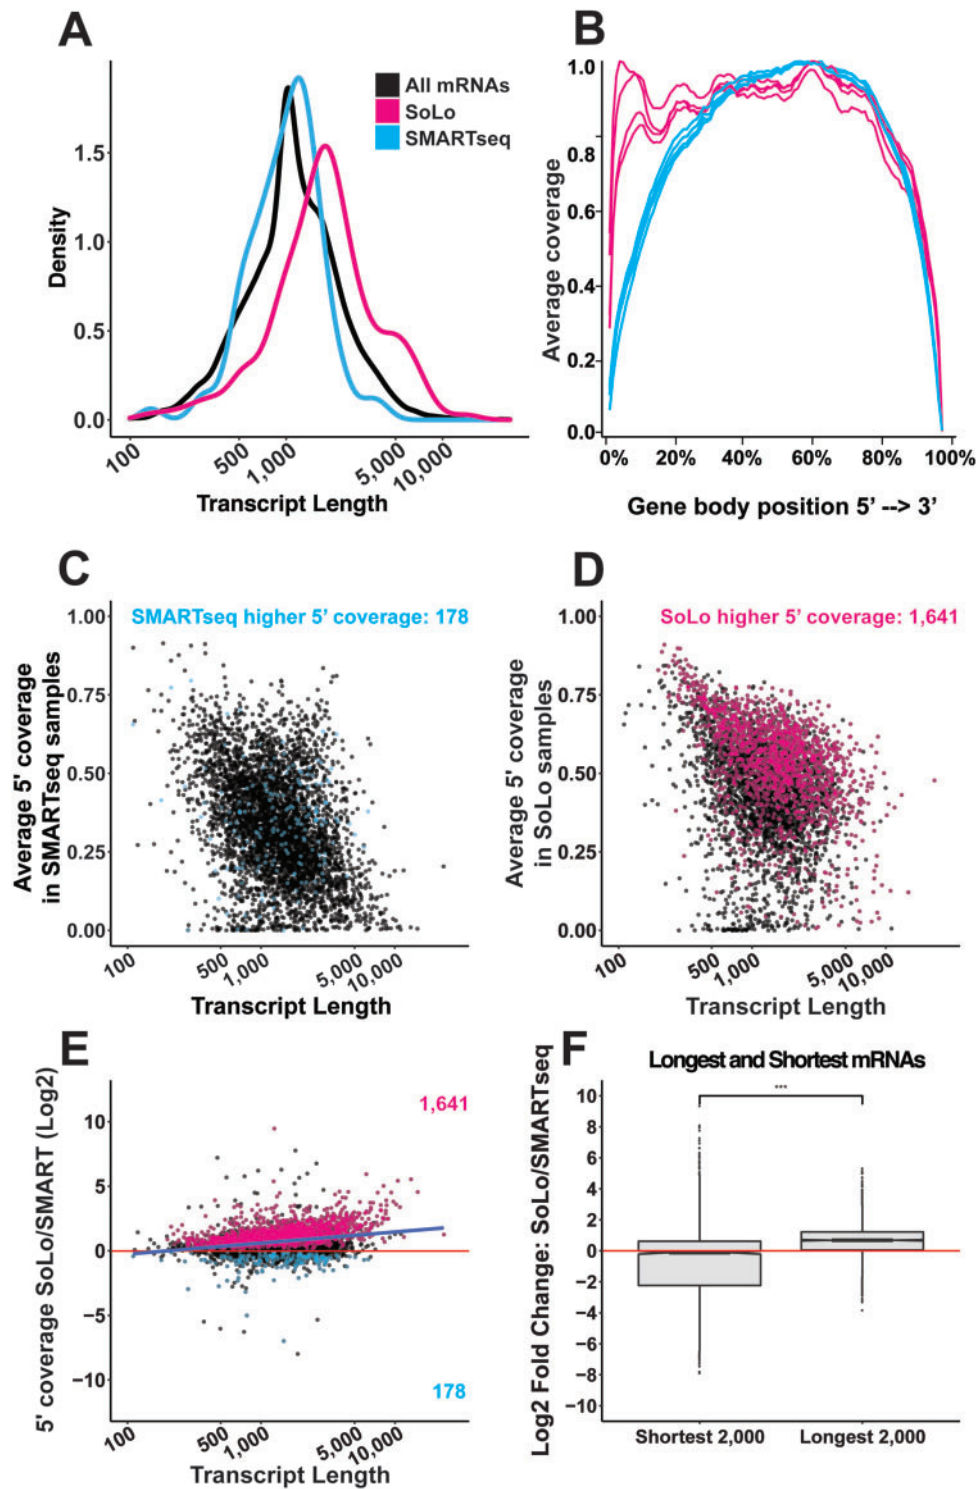 A
All mRNAs
SoLo
SMARTseq
Density
1.5
1.0
0.5
0.0
100
500
1,000
5,000
10,000
Transcript Length
B
Average coverage
1.0
0.8
0.6
0.4
0.2
0.0
0%
20%
40%
60%
80%
100%
Gene body position 5' --> 3'
C
SMARTseq higher 5' coverage: 178
Average 5' coverage
in SMARTseq samples
1.00
0.75
0.50
0.25
0.00
100
500
1,000
5,000
10,000
Transcript Length
D
SoLo higher 5' coverage: 1,641
Average 5' coverage
in SoLo samples
1.00
0.75
0.50
0.25
0.00
100
500
1,000
5,000
10,000
Transcript Length
E
5' coverage SoLo/SMART (Log2)
1,641
10
5
0
−5
−10
178
100
500
1,000
5,000
10,000
Transcript Length
F
Longest and Shortest mRNAs
Log2 Fold Change: SoLo/SMARTseq
***
10
8
6
4
2
0
−2
−4
−6
−8
−10
Shortest 2,000
Longest 2,000